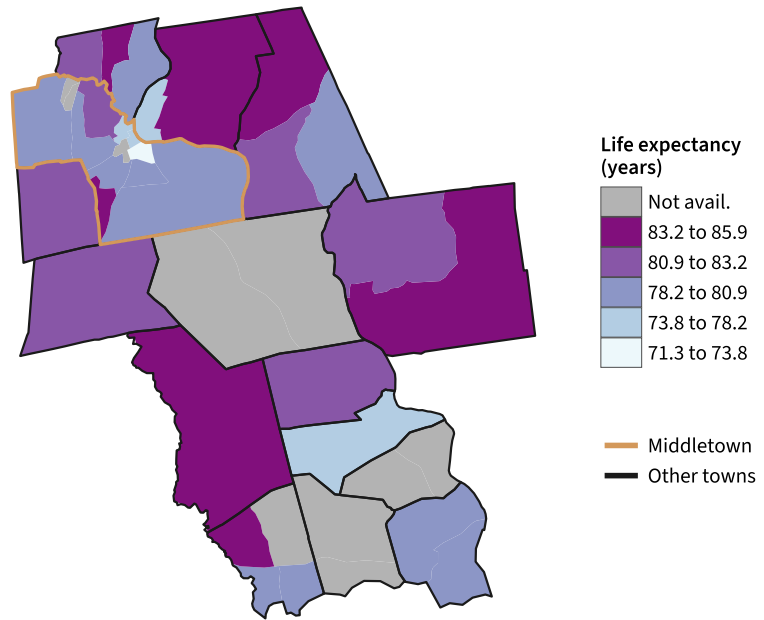 Life expectancy
(years)
Not avail.
83.2 to 85.9
80.9 to 83.2
78.2 to 80.9
73.8 to 78.2
71.3 to 73.8
Middletown
Other towns